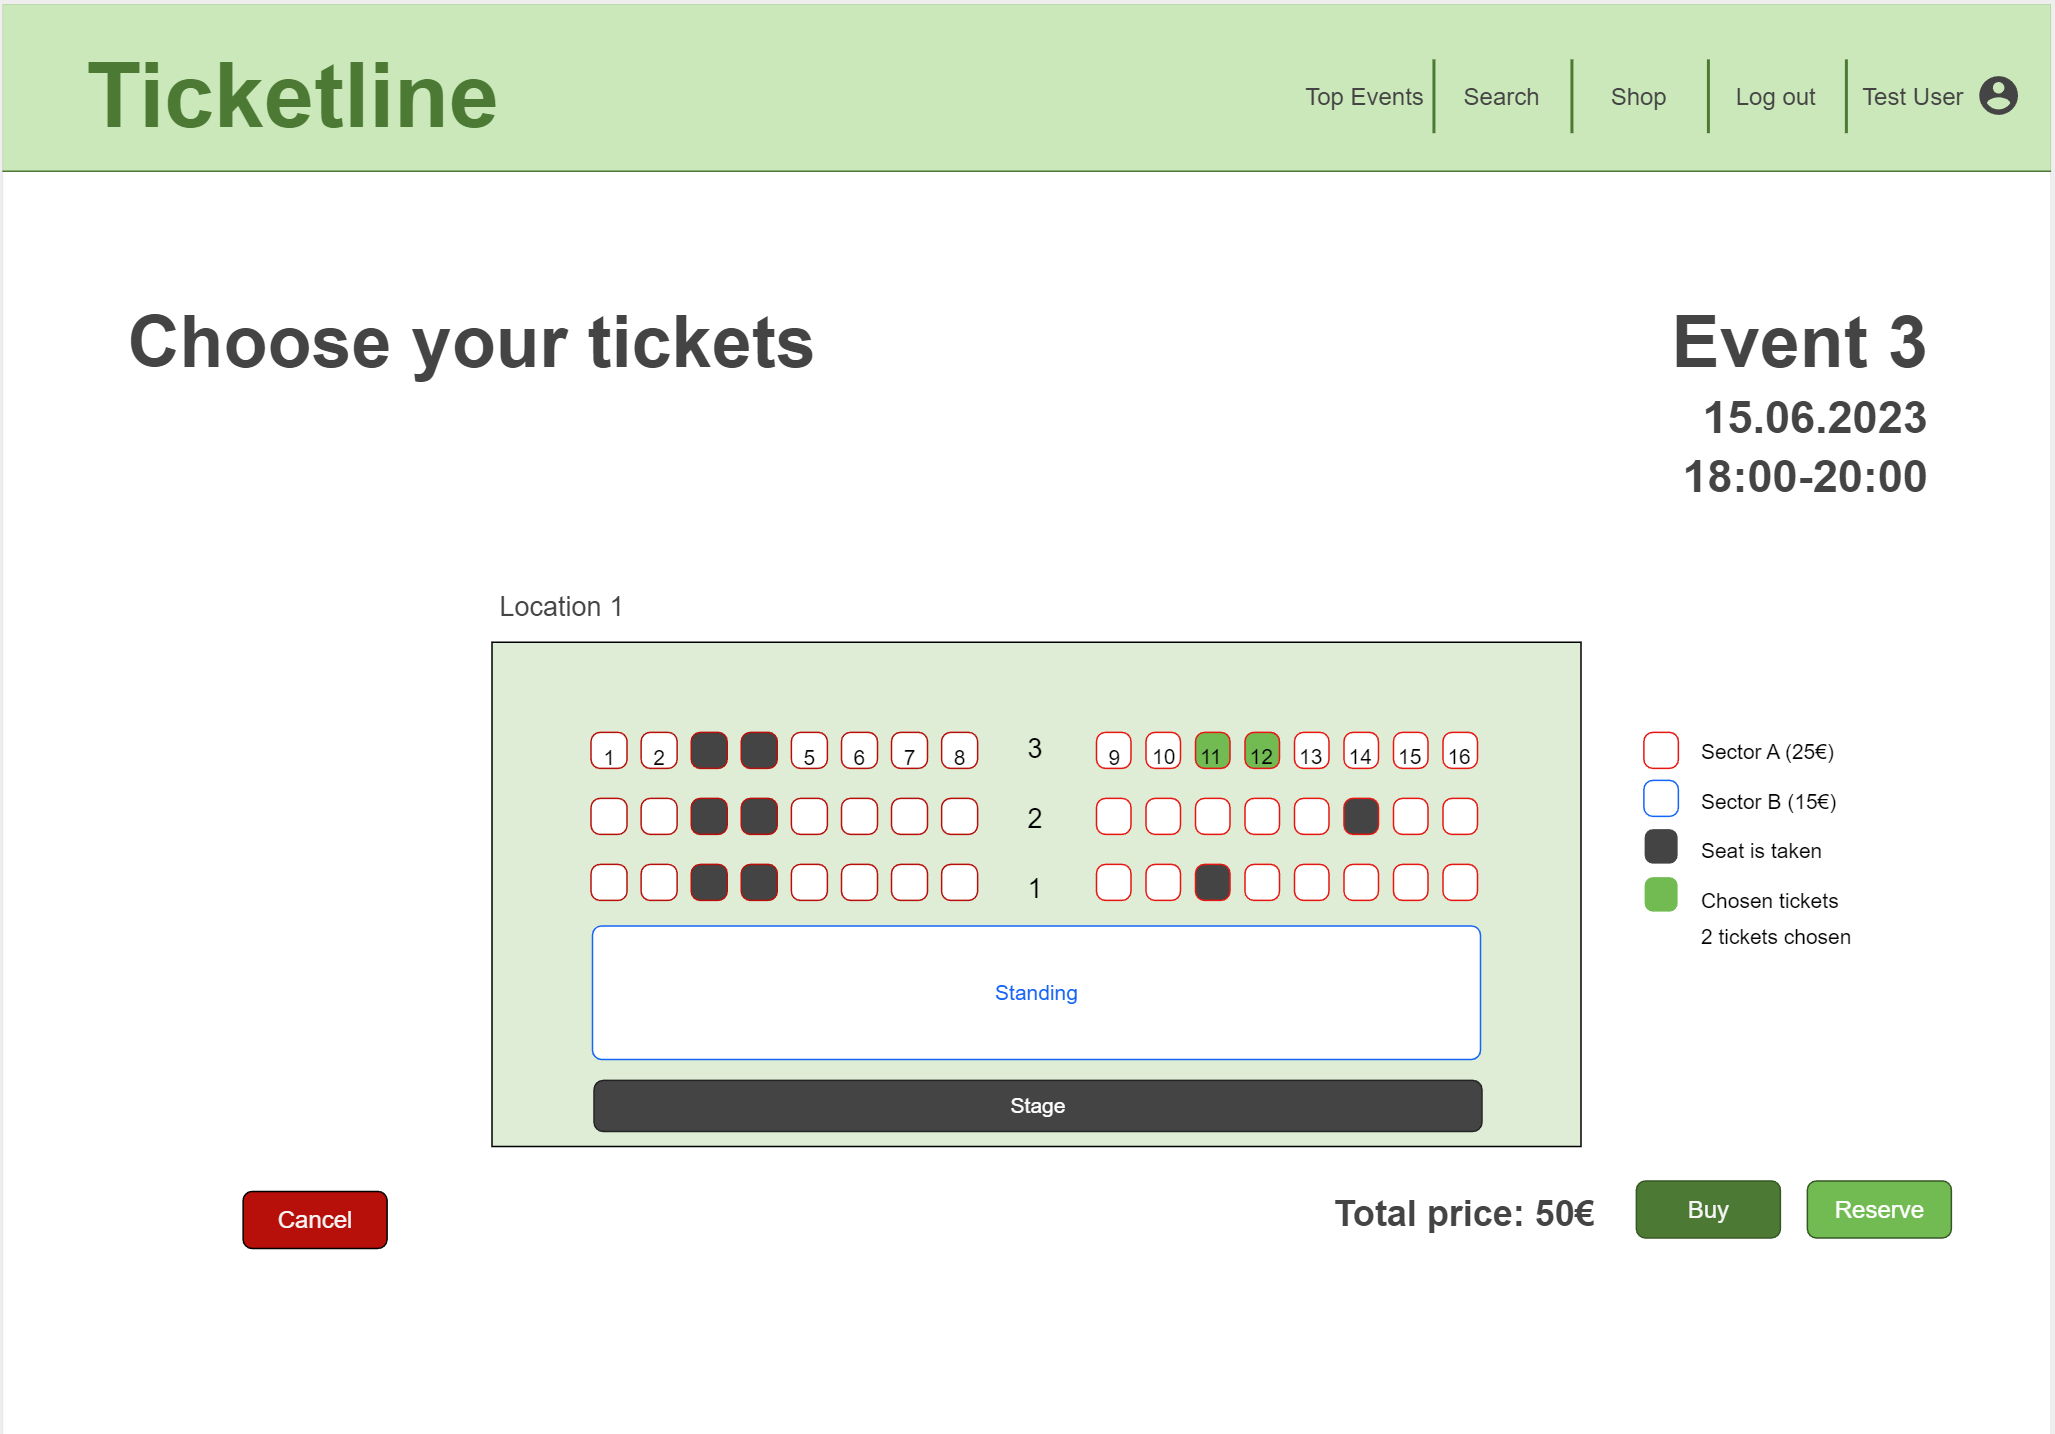 Ticketline
Top Events Search Shop Log out Test User
Choose your tickets
Event 3
15.06.2023
18:00-20:00
Location 1
1 2 5 6 7 8 3 9 10 11 12 13 14 15 16
2
1
Standing
Stage
Sector A (25€)
Sector B (15€)
Seat is taken
Chosen tickets
2 tickets chosen
Cancel
Total price: 50€
Buy
Reserve